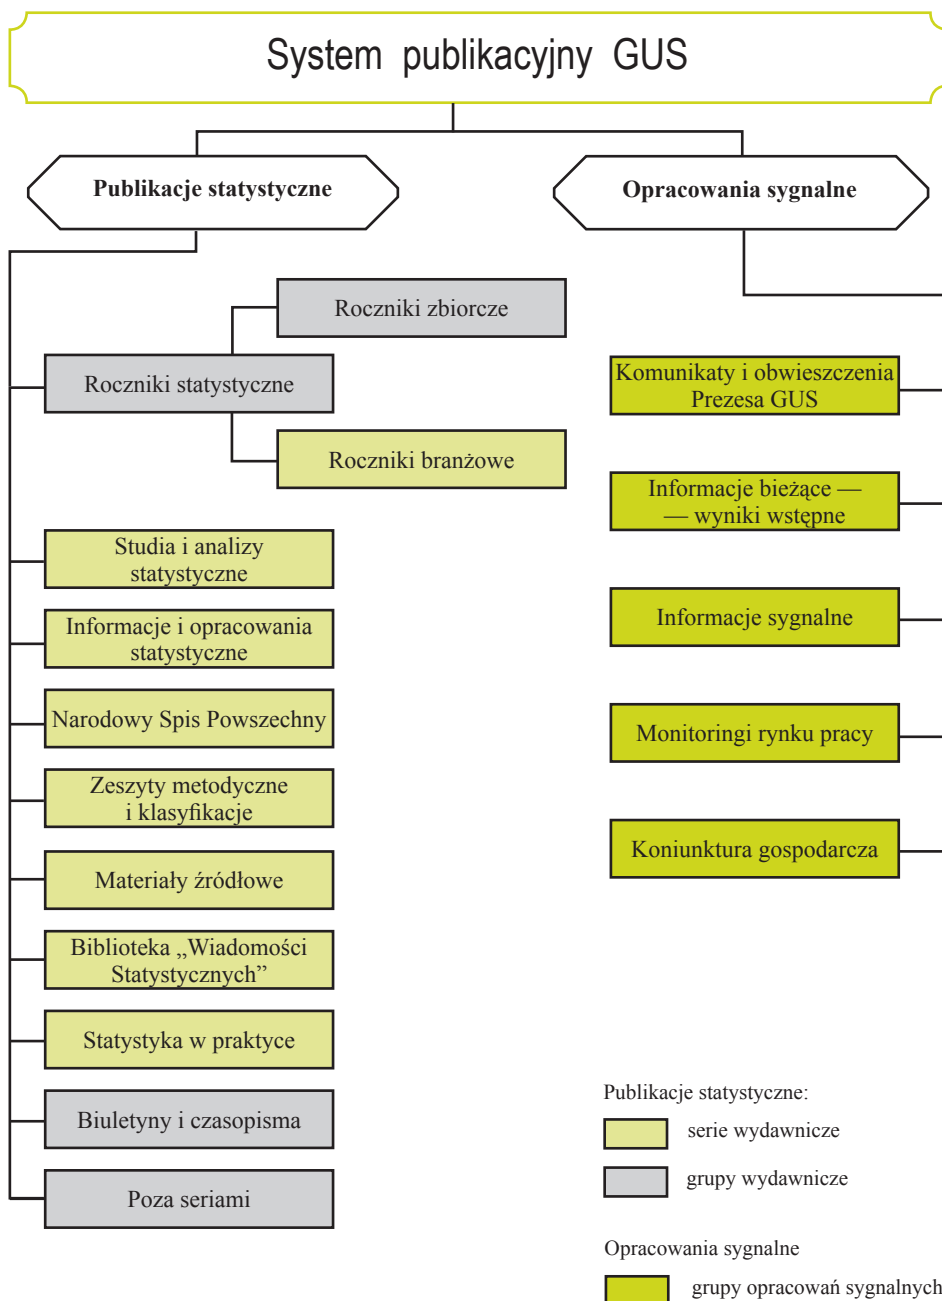 System publikacyjny GUS
Publikacje statystyczne
Opracowania sygnalne
Roczniki zbiorcze
Roczniki statystyczne
Roczniki branżowe
Studia i analizy
statystyczne
Informacje i opracowania
statystyczne
Narodowy Spis Powszechny
Zeszyty metodyczne
i klasyfikacje
Materiały źródłowe
Biblioteka „Wiadomości
Statystycznych”
Statystyka w praktyce
Biuletyny i czasopisma
Poza seriami
Komunikaty i obwieszczenia
Prezesa GUS
Informacje bieżące —
— wyniki wstępne
Informacje sygnalne
Monitoringi rynku pracy
Koniunktura gospodarcza
Publikacje statystyczne:
serie wydawnicze
grupy wydawnicze
Opracowania sygnalne
grupy opracowań sygnalnych